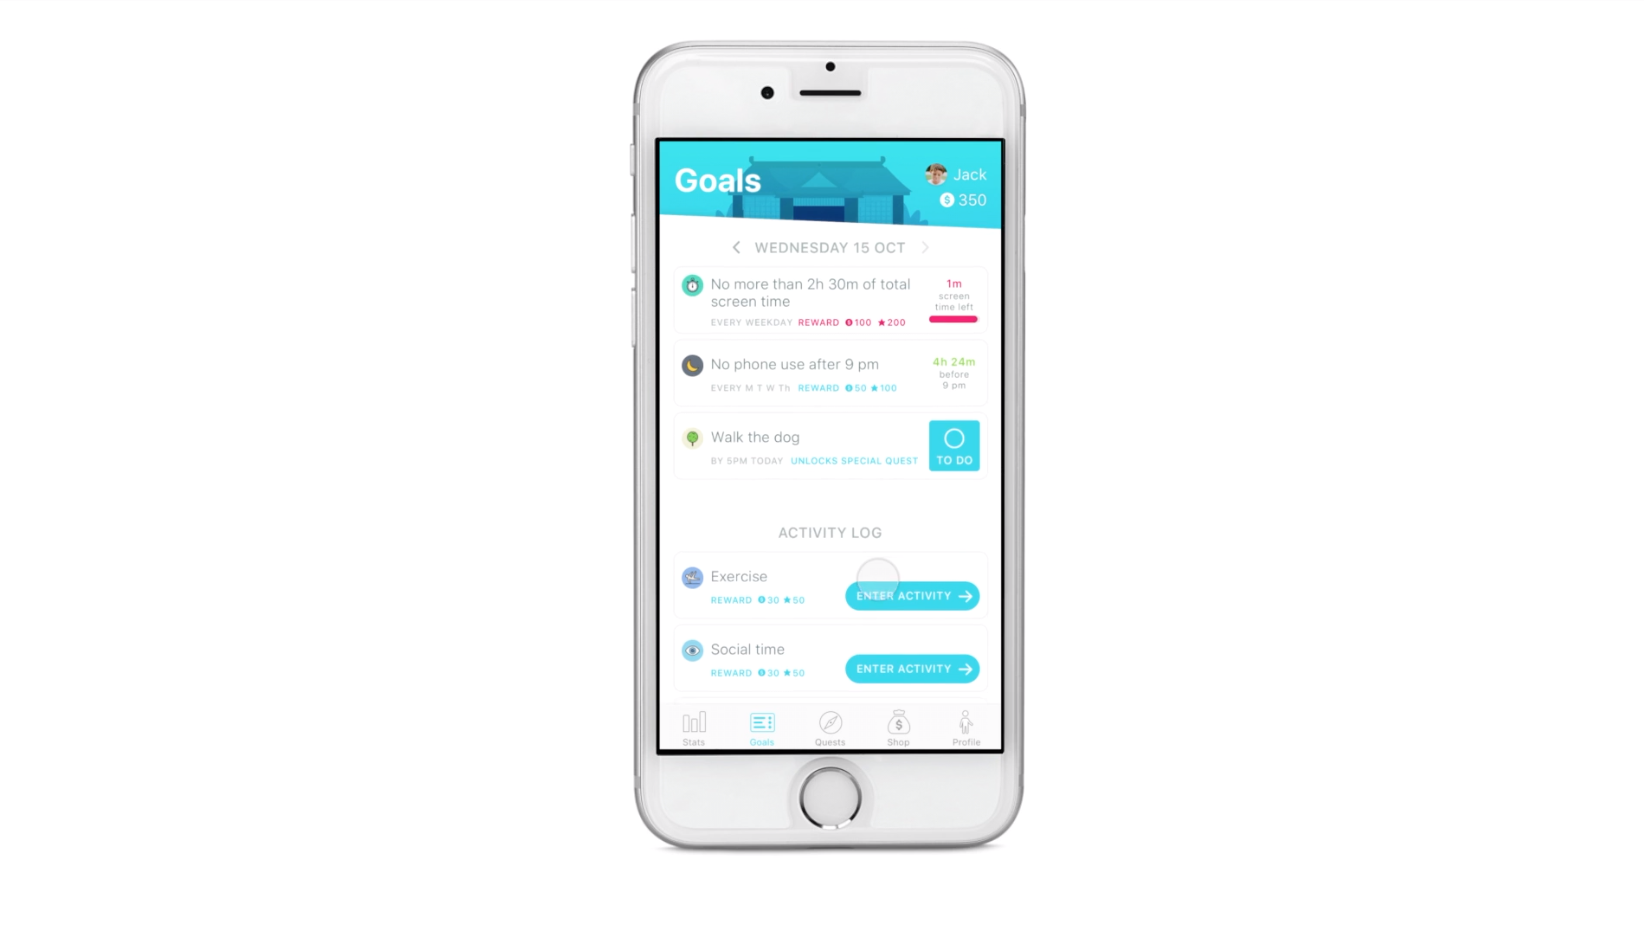 Goals
Jack
$ 350
< WEDNESDAY 15 OCT >
No more than 2h 30m of total
screen time
EVERY WEEKDAY REWARD 100 ★200
1m
screen
time left
No phone use after 9 pm
EVERY M T W Th REWARD 50 ★100
4h 24m
before
9 pm
Walk the dog
BY 5PM TODAY UNLOCKS SPECIAL QUEST
TO DO
ACTIVITY LOG
Exercise
REWARD 30 ★50
ENTER ACTIVITY →
Social time
REWARD 30 ★50
ENTER ACTIVITY →
Stats Goals Quests Shop Profile